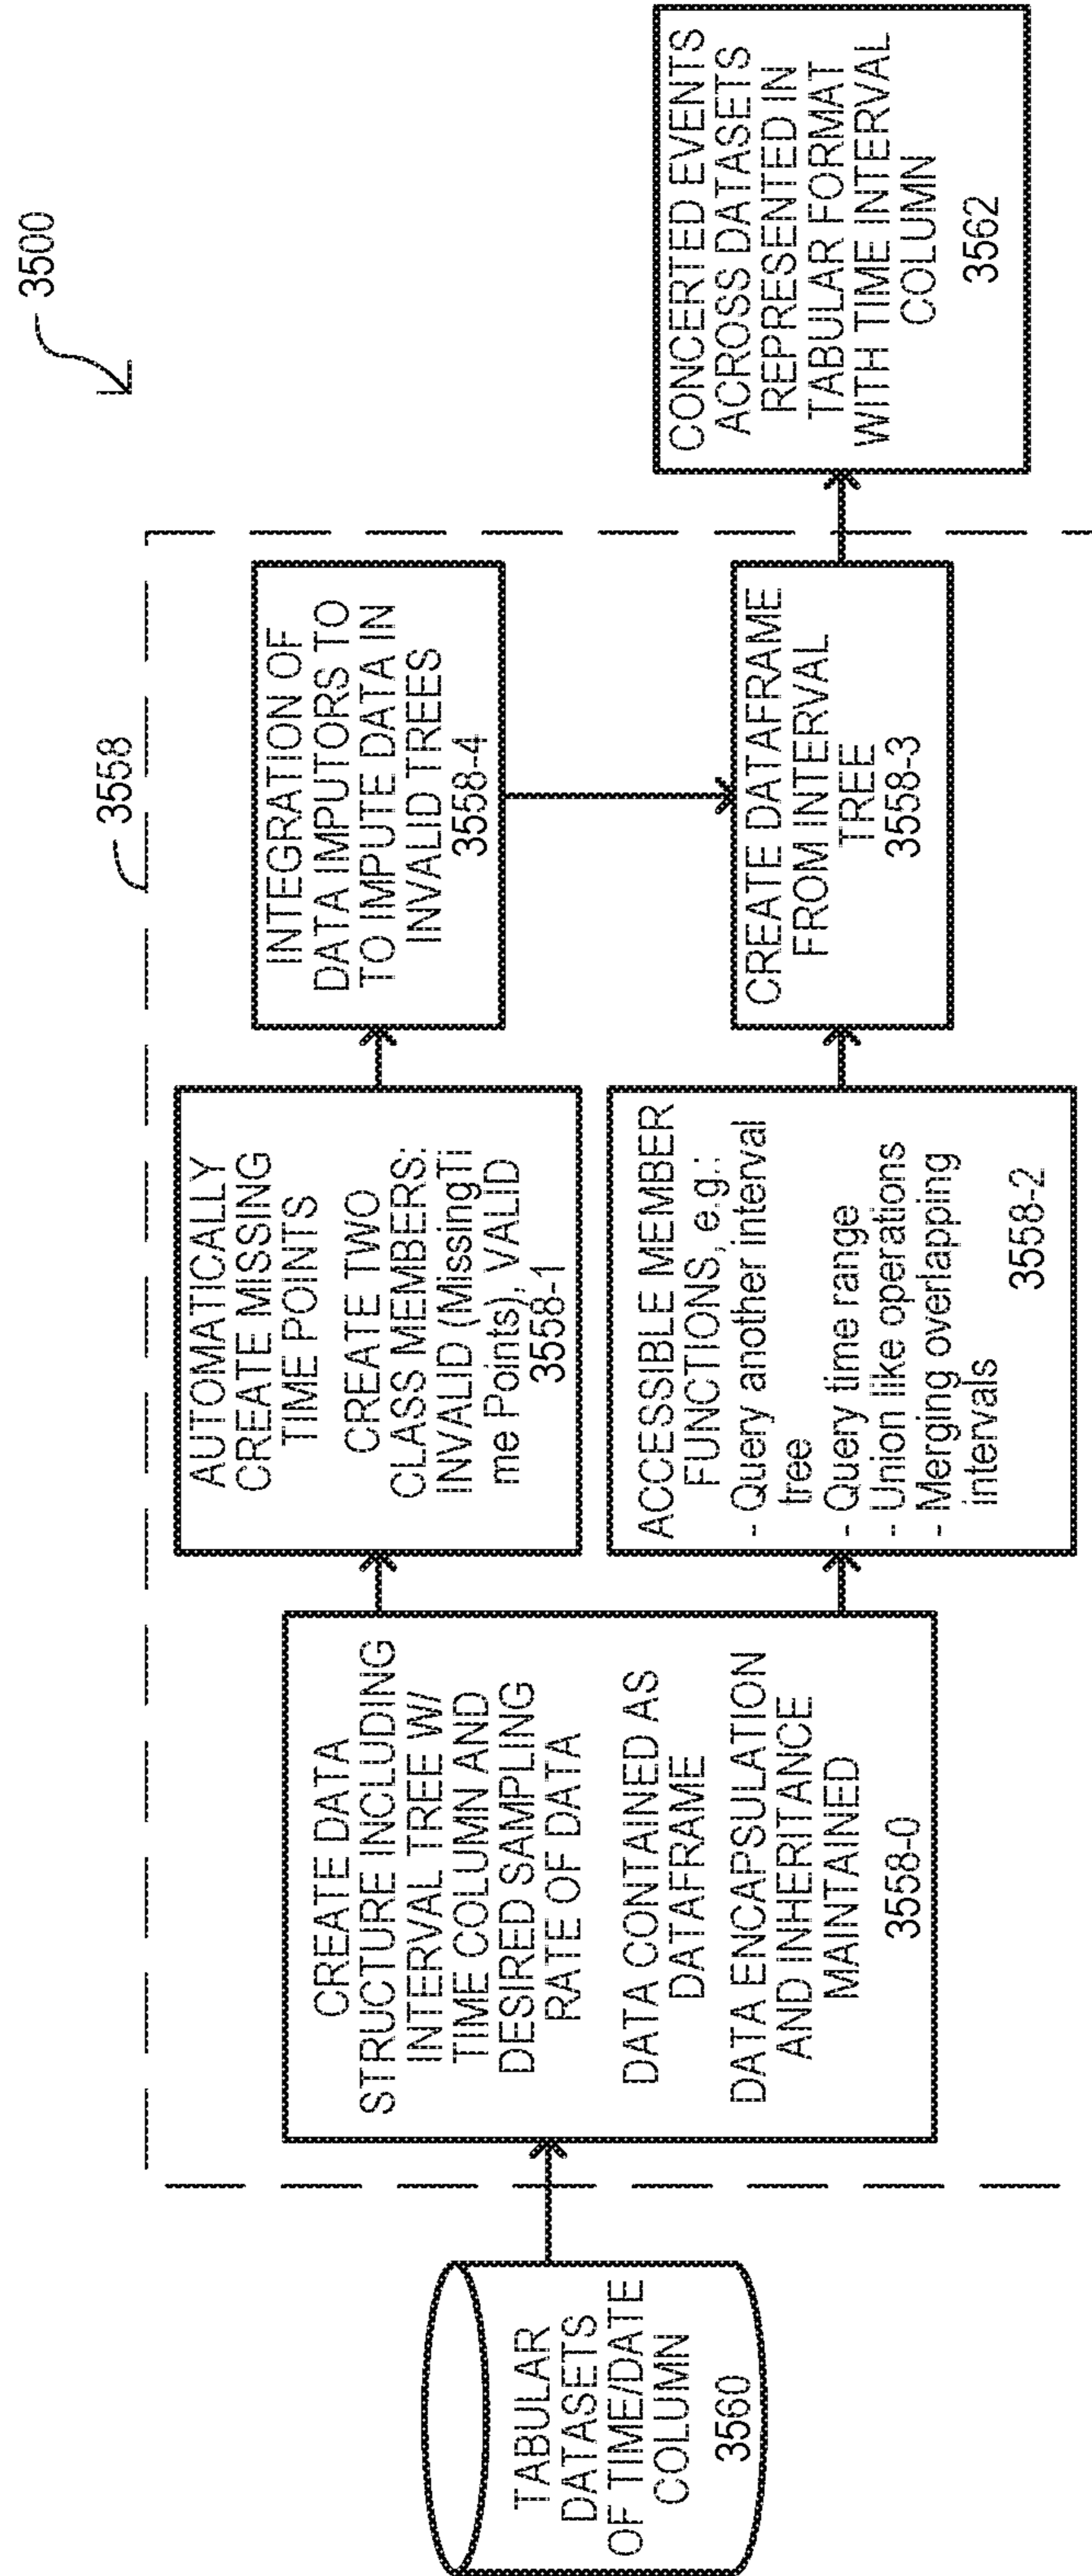 3500
3558
TABULAR
DATASETS
OF TIME/DATE
COLUMN
3560
CREATE DATA
STRUCTURE INCLUDING
INTERVAL TREE W/
TIME COLUMN AND
DESIRED SAMPLING
RATE OF DATA
DATA CONTAINED AS
DATAFRAME
DATA ENCAPSULATION
AND INHERITANCE
MAINTAINED
3558-0
AUTOMATICALLY
CREATE MISSING
TIME POINTS
CREATE TWO
CLASS MEMBERS:
INVALID (MissingTi
me Points), VALID
3558-1
ACCESSIBLE MEMBER
FUNCTIONS, e.g.:
- Query another interval
tree
- Query time range
- Union like operations
- Merging overlapping
intervals
3558-2
INTEGRATION OF
DATA IMPUTORS TO
TO IMPUTE DATA IN
INVALID TREES
3558-4
CREATE DATAFRAME
FROM INTERVAL
TREE
3558-3
CONCERTED EVENTS
ACROSS DATASETS
REPRESENTED IN
TABULAR FORMAT
WITH TIME INTERVAL
COLUMN
3562